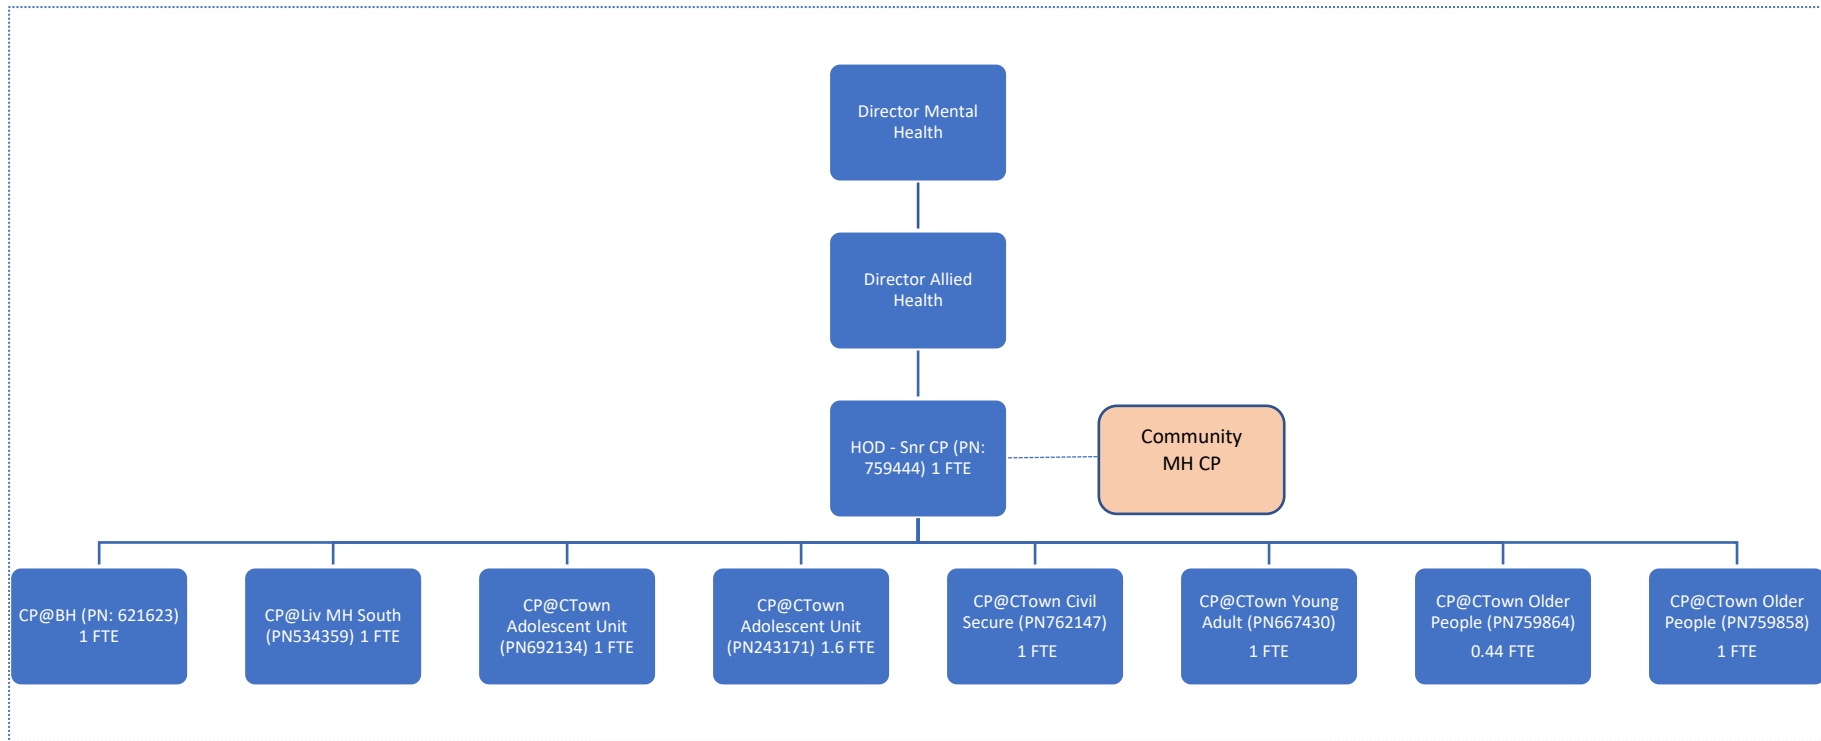 Director Mental
Health
Director Allied
Health
HOD - Snr CP (PN:
759444) 1 FTE
Community
MH CP
CP@BH (PN: 621623)
1 FTE
CP@Liv MH South
(PN534359) 1 FTE
CP@CTown
Adolescent Unit
(PN692134) 1 FTE
CP@CTown
Adolescent Unit
(PN243171) 1.6 FTE
CP@CTown Civil
Secure (PN762147)
1 FTE
CP@CTown Young
Adult (PN667430)
1 FTE
CP@CTown Older
People (PN759864)
0.44 FTE
CP@CTown Older
People (PN759858)
1 FTE